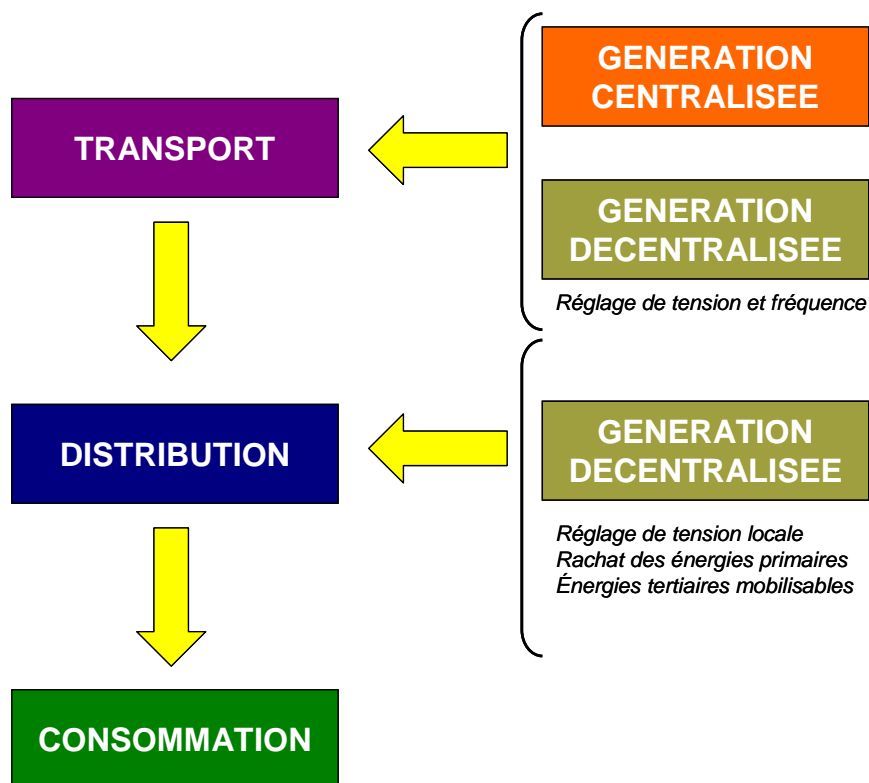 GENERATION
CENTRALISEE
TRANSPORT
GENERATION
DECENTRALISEE
Réglage de tension et fréquence
DISTRIBUTION
GENERATION
DECENTRALISEE
Réglage de tension locale
Rachat des énergies primaires
Énergies tertiaires mobilisables
CONSOMMATION